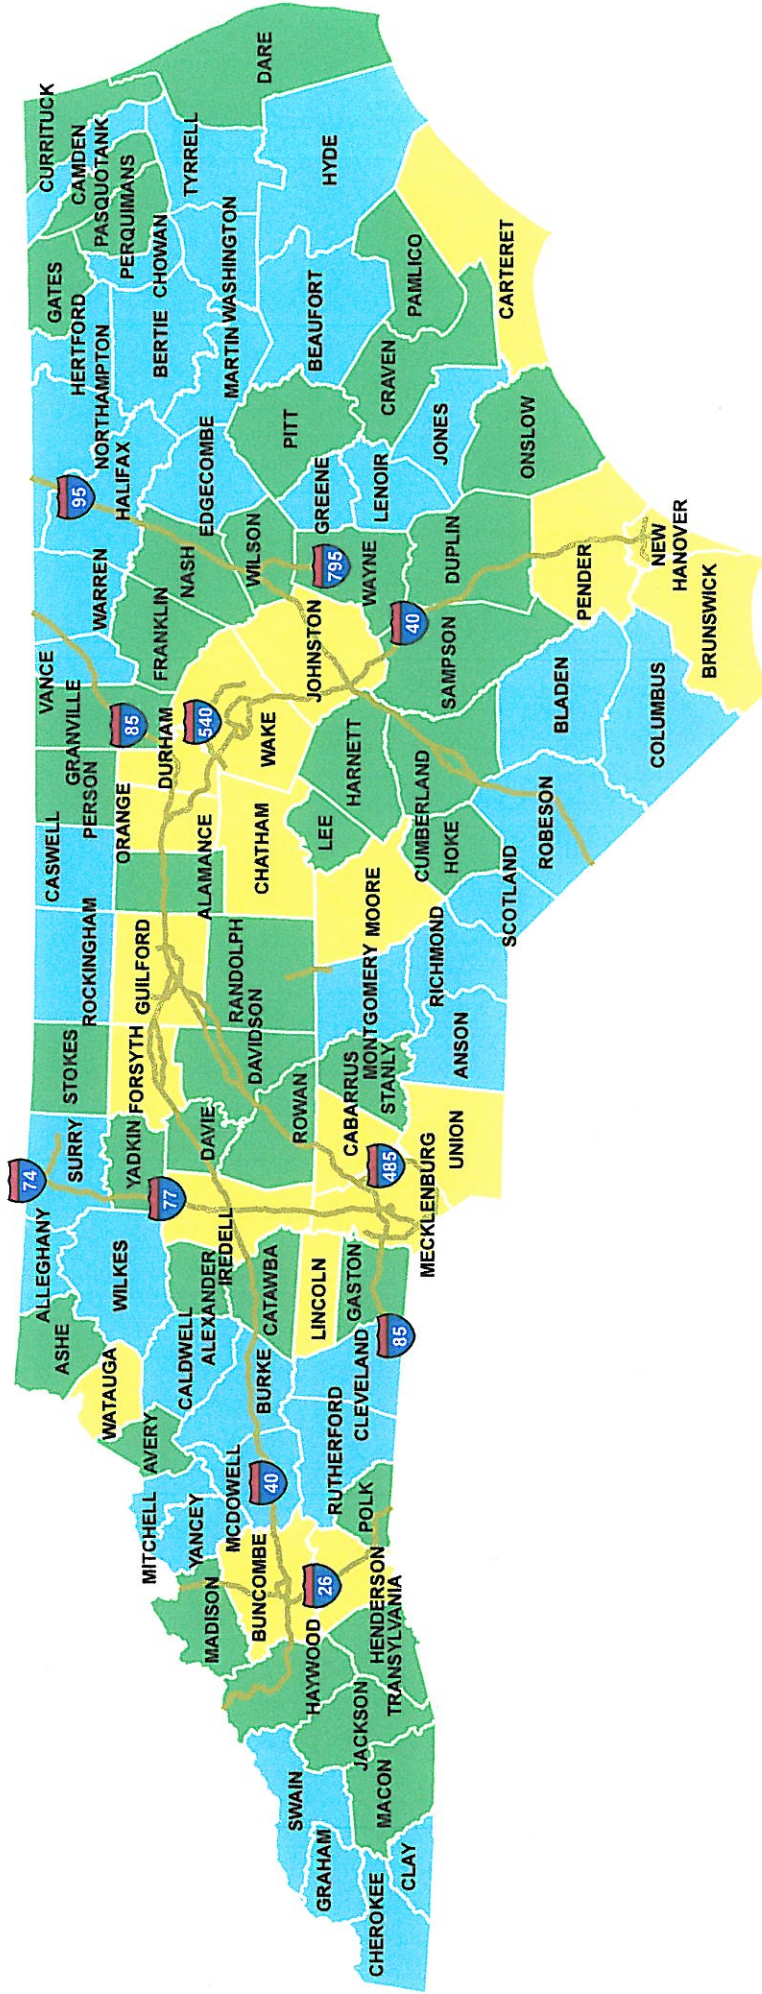 CURRITUCK
CAMDEN
PASQUOTANK
PERQUIMANS
GATES
HERTFORD
NORTHAMPTON
CHOWAN
BERTIE
HALIFAX
95
WARREN
VANCE
GRANVILLE
PERSON
85
CASWELL
ROCKINGHAM
STOKES
SURRY
74
ALLEGHANY
ASHE
WATAUGA
WILKES
YADKIN
77
FORSYTH
GUILFORD
ALAMANCE
ORANGE
DURHAM
540
FRANKLIN
NASH
EDGECOMBE
MARTIN
WASHINGTON
TYRRELL
DARE
HYDE
BEAUFORT
PITT
WILSON
WAKE
JOHNSTON
CHATHAM
RANDOLPH
DAVIDSON
DAVIE
IREDELL
ALEXANDER
CALDWELL
AVERY
MITCHELL
YANCEY
MADISON
BUNCOMBE
MCDOWELL
40
BURKE
CATAWBA
LINCOLN
ROWAN
LEE
HARNETT
40
795
WAYNE
GREENE
LENOIR
CRAVEN
PAMLICO
JONES
CARTERET
ONSLOW
DUPLIN
SAMPSON
CUMBERLAND
HOKE
MOORE
MONTGOMERY
STANLY
CABARRUS
485
MECKLENBURG
GASTON
85
CLEVELAND
RUTHERFORD
POLK
26
HENDERSON
TRANSYLVANIA
HAYWOOD
JACKSON
SWAIN
MACON
GRAHAM
CHEROKEE
CLAY
UNION
ANSON
RICHMOND
SCOTLAND
ROBESON
BLADEN
COLUMBUS
PENDER
NEW
HANOVER
BRUNSWICK